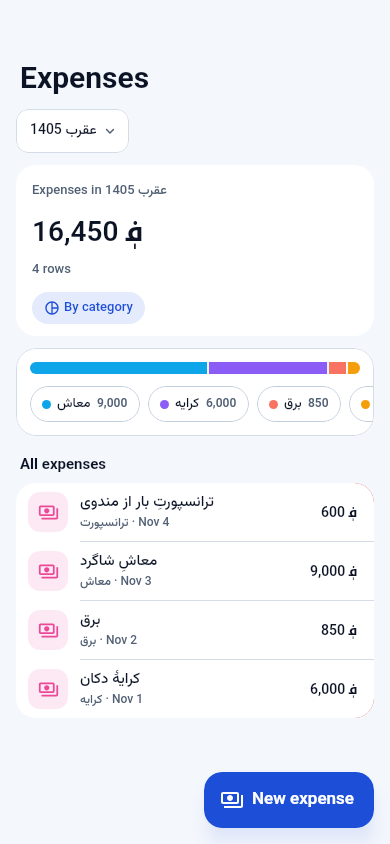 Expenses
عقرب 1405
Expenses in عقرب 1405
16,450 ؋
4 rows
By category
معاش 9,000
کرایه 6,000
برق 850
All expenses
ترانسپورتِ بار از مندوی
600 ؋
ترانسپورت · Nov 4
معاشِ شاگرد
9,000 ؋
معاش · Nov 3
برق
850 ؋
برق · Nov 2
کرایهٔ دکان
6,000 ؋
کرایه · Nov 1
New expense